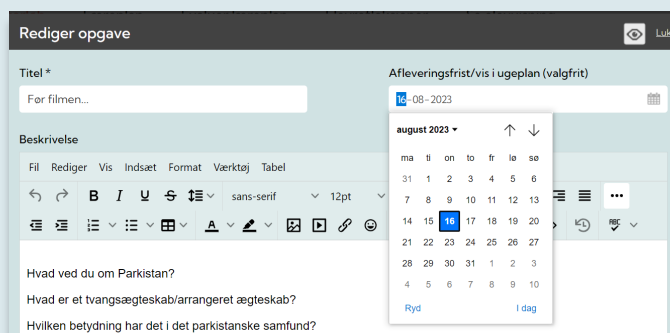 Rediger opgave
Luk
Titel *
Afleveringsfrist/vis i ugeplan (valgfrit)
Før filmen...
16-08-2023
august 2023
ma ti on to fr lø sø
31 1 2 3 4 5 6
7 8 9 10 11 12 13
14 15 16 17 18 19 20
21 22 23 24 25 26 27
28 29 30 31 1 2 3
4 5 6 7 8 9 10
Ryd I dag
Beskrivelse
Fil Rediger Vis Indsæt Format Værktøj Tabel
B I U S sans-serif 12pt
A ABC
Hvad ved du om Parkistan?
Hvad er et tvangsægteskab/arrangeret ægteskab?
Hvilken betydning har det i det parkistanske samfund?